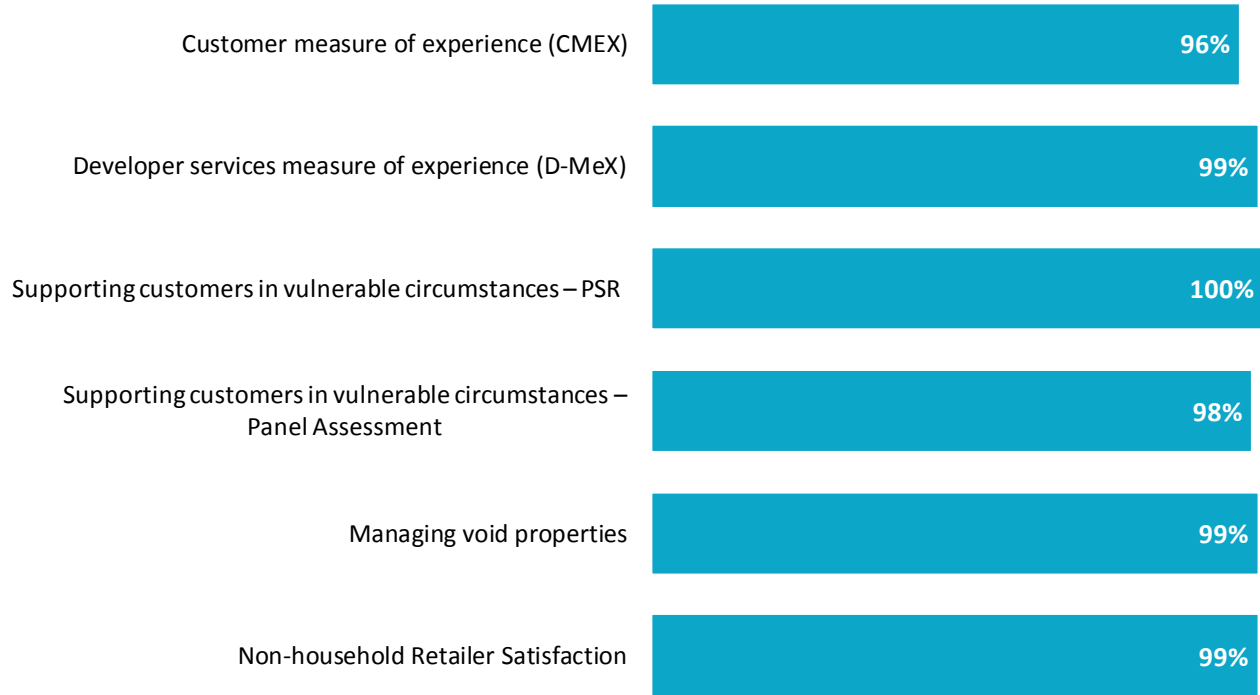 Customer measure of experience (CMEX)
96%
Developer services measure of experience (D-MeX)
99%
Supporting customers in vulnerable circumstances – PSR
100%
Supporting customers in vulnerable circumstances –
Panel Assessment
98%
Managing void properties
99%
Non-household Retailer Satisfaction
99%